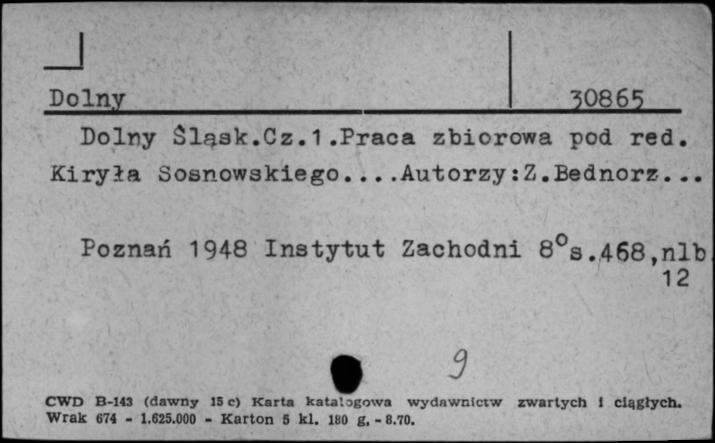 Dolny 30865
Dolny Śląsk.Cz.1.Praca zbiorowa pod red.
Kiryła Sosnowskiego....Autorzy:Z.Bednorz...
Poznań 1948 Instytut Zachodni 8°s.468,nlb.
12
9
CWD B-143 (dawny 15 c) Karta katalogowa wydawnictw zwartych i ciągłych.
Wrak 674 - 1.625.000 - Karton 5 kl. 180 g, - 8.70.